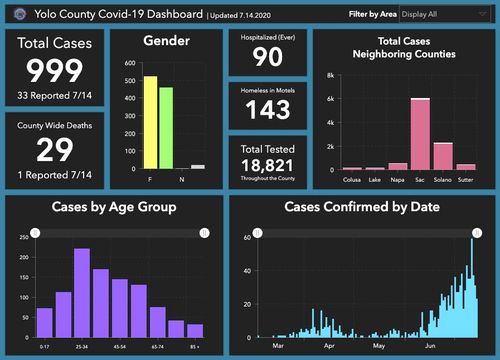 Yolo County Covid-19 Dashboard | Updated 7.14.2020
Filter by Area Display All
Total Cases
999
33 Reported 7/14
County Wide Deaths
29
1 Reported 7/14
Gender
600
500
400
300
200
100
0
F N
Hospitalized (Ever)
90
Homeless in Motels
143
Total Tested
18,821
Throughout the County
Total Cases
Neighboring Counties
8k
6k
4k
2k
0
Colusa Lake Napa Sac Solano Sutter
Cases by Age Group
250
200
150
100
50
0
0-17 25-34 45-54 65-74 85 +
Cases Confirmed by Date
60
40
20
0
Mar Apr May Jun